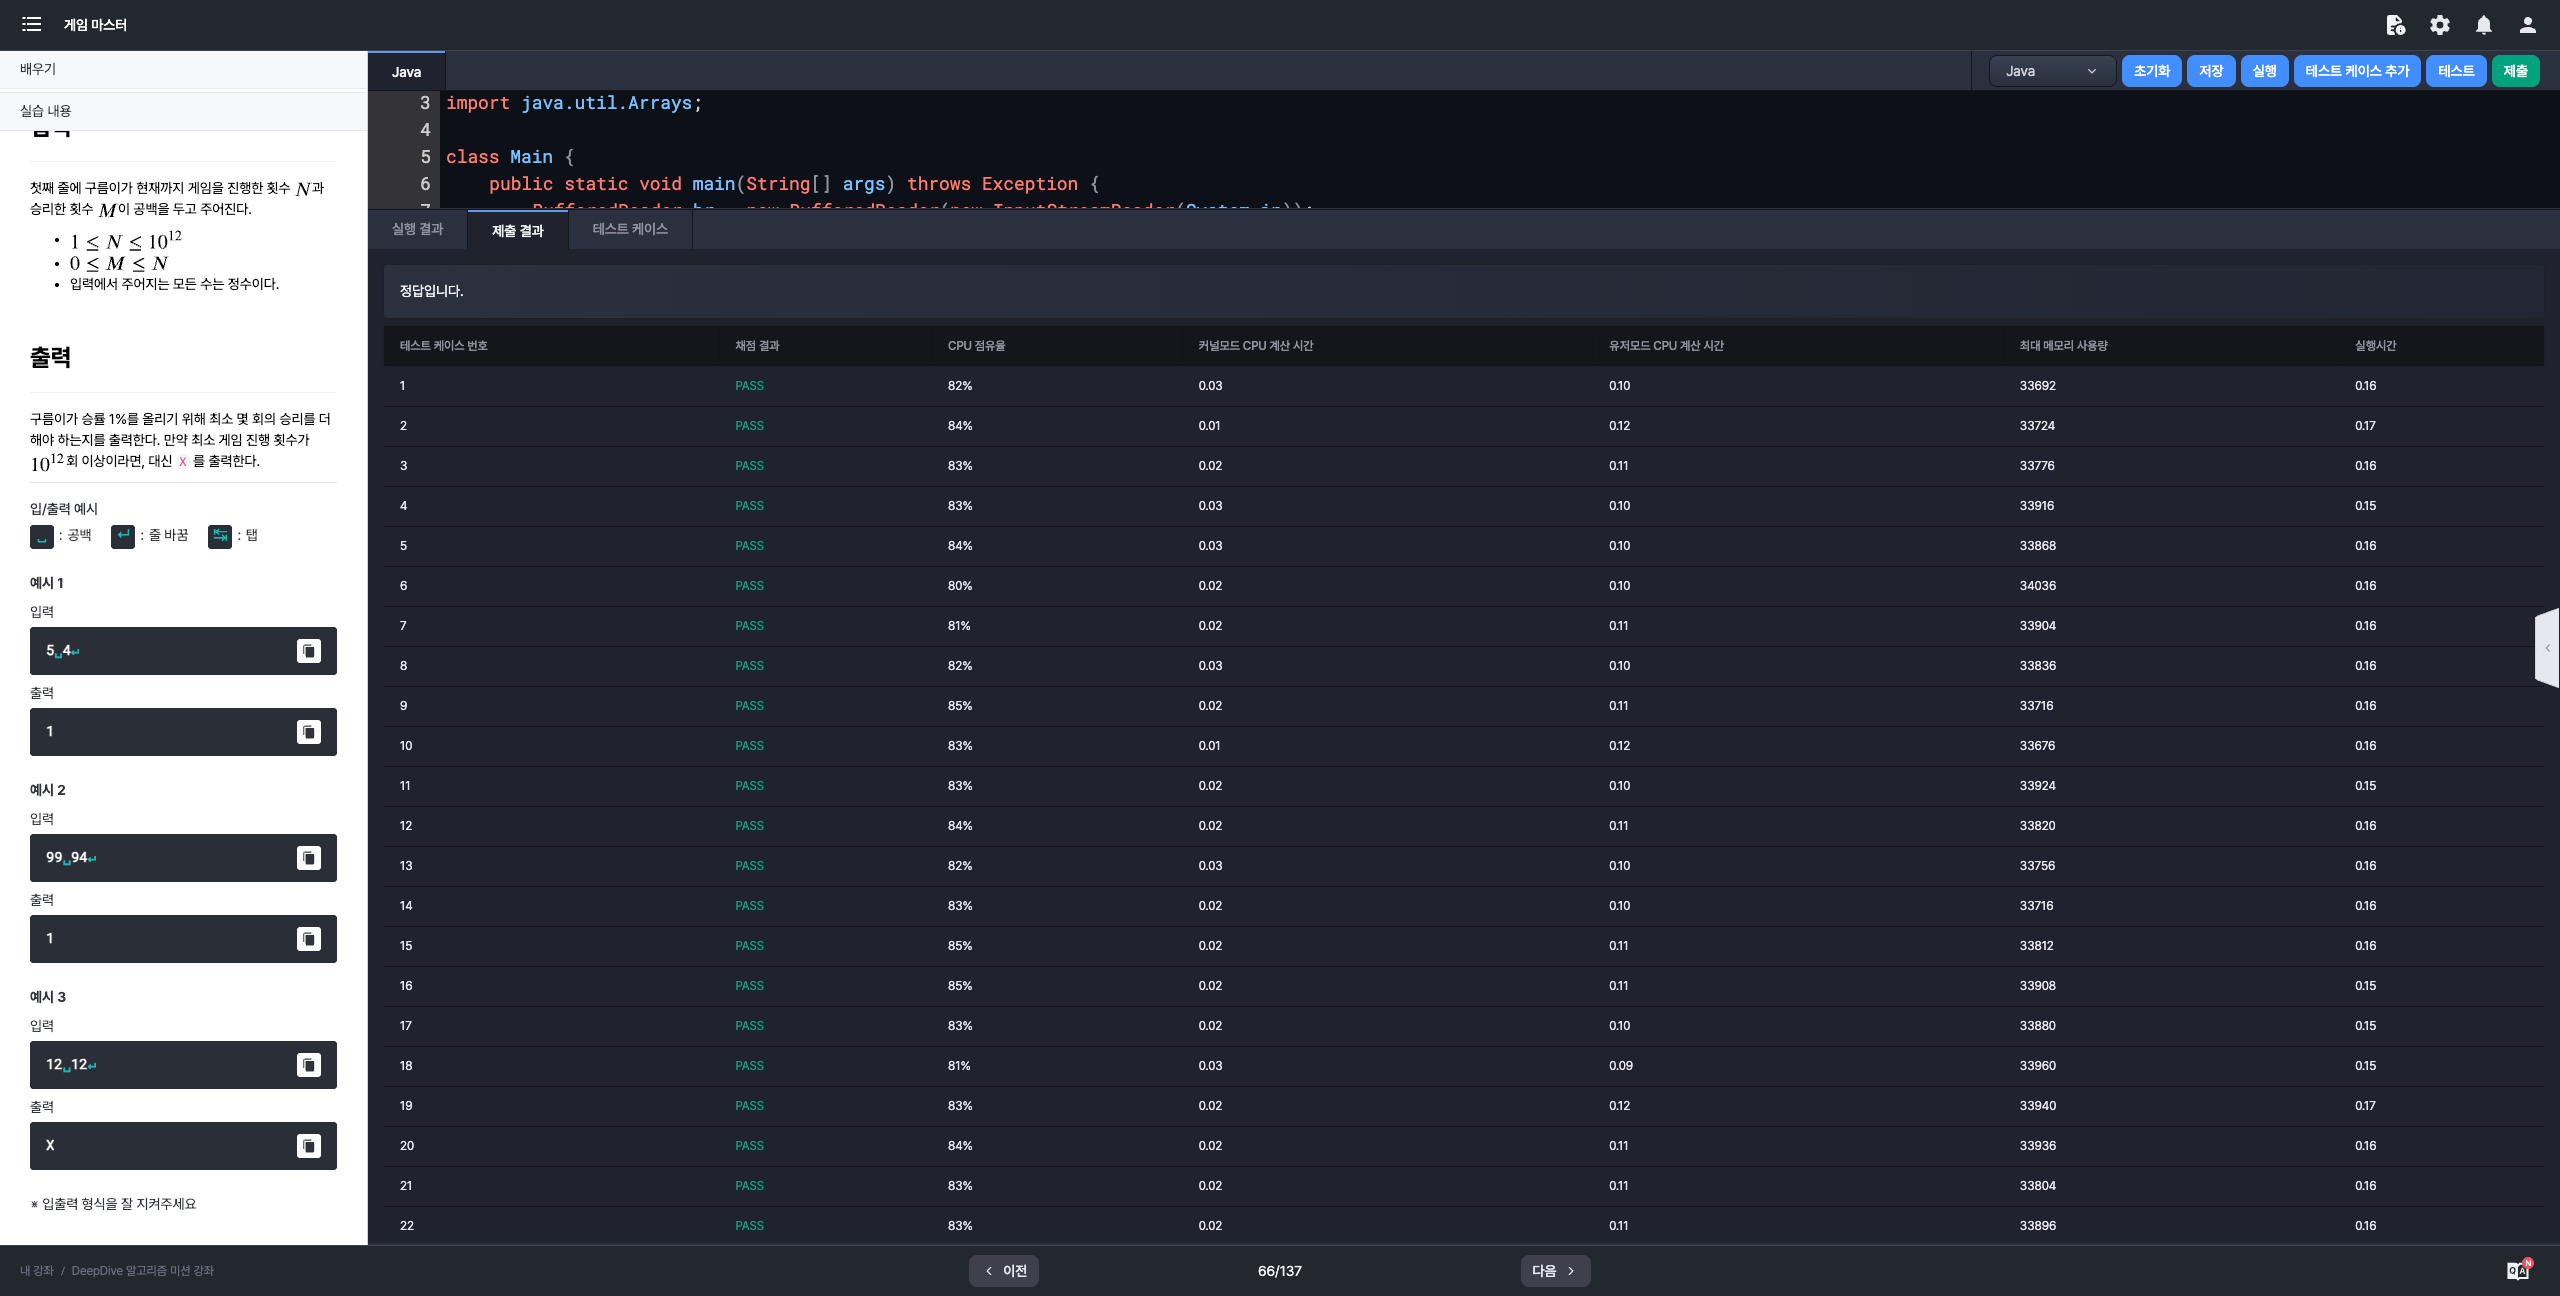 게임 마스터
배우기
실습 내용
첫째 줄에 구름이가 현재까지 게임을 진행한 횟수 N과
승리한 횟수 M이 공백을 두고 주어진다.
• 1 ≤ N ≤ 10^12
• 0 ≤ M ≤ N
• 입력에서 주어지는 모든 수는 정수이다.
출력
구름이가 승률 1%를 올리기 위해 최소 몇 회의 승리를 더
해야 하는지를 출력한다. 만약 최소 게임 진행 횟수가
10^12회 이상이라면, 대신 X 를 출력한다.
입/출력 예시
␣ : 공백 ↵ : 줄 바꿈 ↹ : 탭
예시 1
입력
5␣4↵
출력
1
예시 2
입력
99␣94↵
출력
1
예시 3
입력
12␣12↵
출력
X
※ 입출력 형식을 잘 지켜주세요
Java
Java 초기화 저장 실행 테스트 케이스 추가 테스트 제출
3 import java.util.Arrays;
4
5 class Main {
6 public static void main(String[] args) throws Exception {
실행 결과 제출 결과 테스트 케이스
정답입니다.
테스트 케이스 번호 채점 결과 CPU 점유율 커널모드 CPU 계산 시간 유저모드 CPU 계산 시간 최대 메모리 사용량 실행시간
1 PASS 82% 0.03 0.10 33692 0.16
2 PASS 84% 0.01 0.12 33724 0.17
3 PASS 83% 0.02 0.11 33776 0.16
4 PASS 83% 0.03 0.10 33916 0.15
5 PASS 84% 0.03 0.10 33868 0.16
6 PASS 80% 0.02 0.10 34036 0.16
7 PASS 81% 0.02 0.11 33904 0.16
8 PASS 82% 0.03 0.10 33836 0.16
9 PASS 85% 0.02 0.11 33716 0.16
10 PASS 83% 0.01 0.12 33676 0.16
11 PASS 83% 0.02 0.10 33924 0.15
12 PASS 84% 0.02 0.11 33820 0.16
13 PASS 82% 0.03 0.10 33756 0.16
14 PASS 83% 0.02 0.10 33716 0.16
15 PASS 85% 0.02 0.11 33812 0.16
16 PASS 85% 0.02 0.11 33908 0.15
17 PASS 83% 0.02 0.10 33880 0.15
18 PASS 81% 0.03 0.09 33960 0.15
19 PASS 83% 0.02 0.12 33940 0.17
20 PASS 84% 0.02 0.11 33936 0.16
21 PASS 83% 0.02 0.11 33804 0.16
22 PASS 83% 0.02 0.11 33896 0.16
내 강좌 / DeepDive 알고리즘 미션 강좌
이전 66/137 다음
Q A N